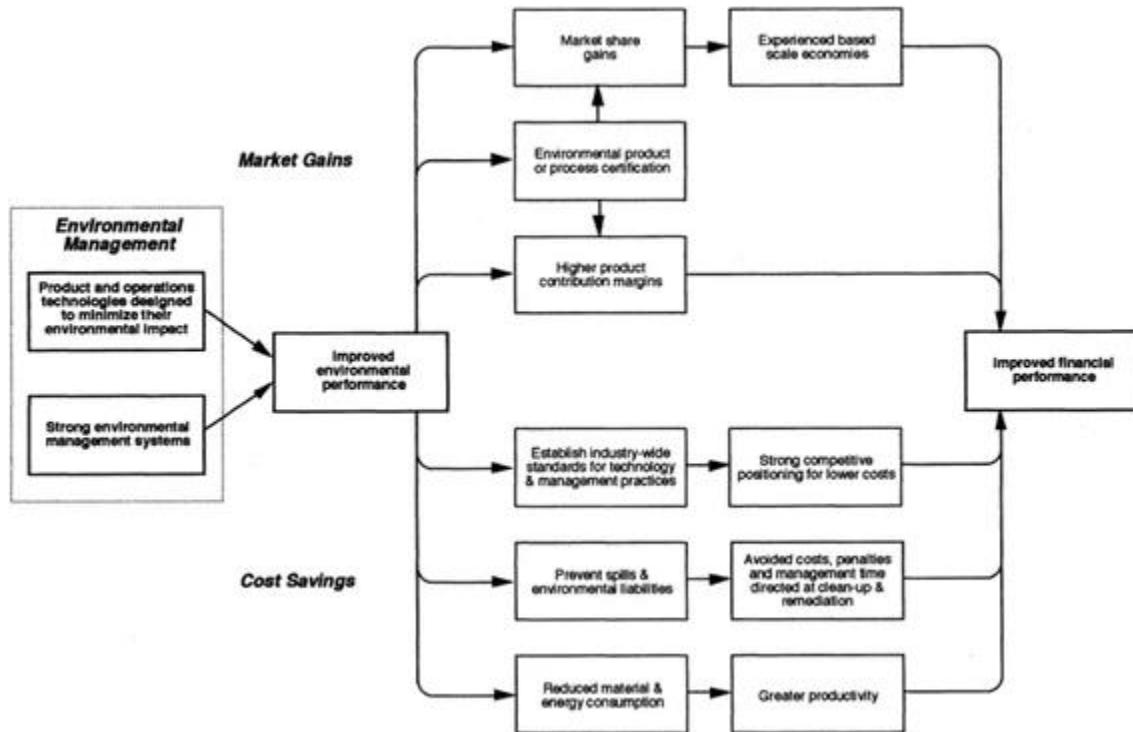 Market share
gains
Experienced based
scale economies
Market Gains
Environmental product
or process certification
Environmental
Management
Higher product
contribution margins
Product and operations
technologies designed
to minimize their
environmental impact
Improved
environmental
performance
Improved financial
performance
Strong environmental
management systems
Establish industry-wide
standards for technology
& management practices
Strong competitive
positioning for lower costs
Cost Savings
Prevent spills &
environmental liabilities
Avoided costs, penalties
and management time
directed at clean-up &
remediation
Reduced material &
energy consumption
Greater productivity